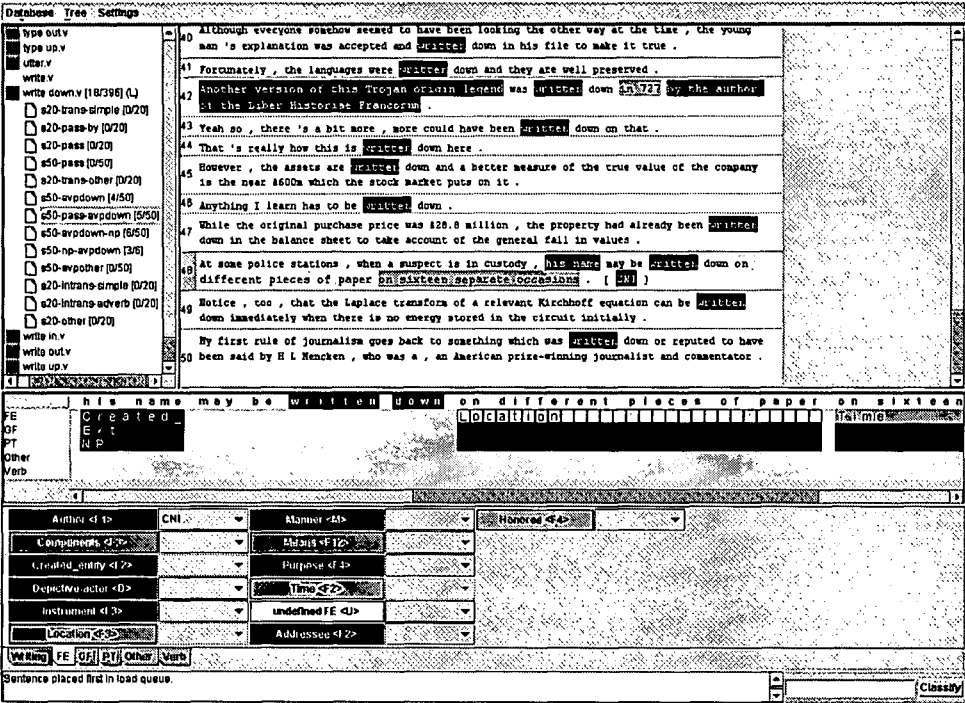 Database Tree Settings
type out.v
type up.v
utter.v
write.v
write down.v [18/396] (L)
s20-trans-simple [0/20]
s20-pass-by [0/20]
s20-pass [0/20]
s50-pass [0/50]
s20-trans-other [0/20]
s50-avpdown [4/50]
s50-pass-avpdown [5/50]
s50-avpdown-np [6/50]
s50-np-avpdown [3/6]
s50-avpother [0/50]
s20-intrans-simple [0/20]
s20-intrans-adverb [0/20]
s20-other [0/20]
write in.v
write out.v
write up.v
40 Although everyone somehow seemed to have been looking the other way at the time , the young
man 's explanation was accepted and written down in his file to make it true .
41 Fortunately , the languages were written down and they are well preserved .
42 Another version of this Trojan origin legend was written down in 727 by the author
of the Liber Historiae Francorum .
43 Yeah so , there 's a bit more , more could have been written down on that .
44 That 's really how this is written down here .
45 However , the assets are written down and a better measure of the true value of the company
is the near £600m which the stock market puts on it .
46 Anything I learn has to be written down .
47 While the original purchase price was £28.8 million , the property had already been written
down in the balance sheet to take account of the general fall in values .
48 At some police stations , when a suspect is in custody , his name may be written down on
different pieces of paper on sixteen separate occasions . [ CNI ]
49 Notice , too , that the Laplace transform of a relevant Kirchhoff equation can be written
down immediately when there is no energy stored in the circuit initially .
50 My first rule of journalism goes back to something which was written down or reputed to have
been said by H L Mencken , who was a , an American prize-winning journalist and commentator .
his name may be written down on different pieces of paper on sixteen
FE Created_ Location Time
GF Ext
PT NP
Other
Verb
Author <F1> CNI Manner <M> Honoree <F4>
Components <F3> Means <F12>
Created_entity <F2> Purpose <F4>
Depictive-actor <D> Time <F2>
Instrument <F3> undefined FE <U>
Location <F3> Addressee <F2>
Writing FE GF PT Other Verb
Sentence placed first in load queue.
Classify